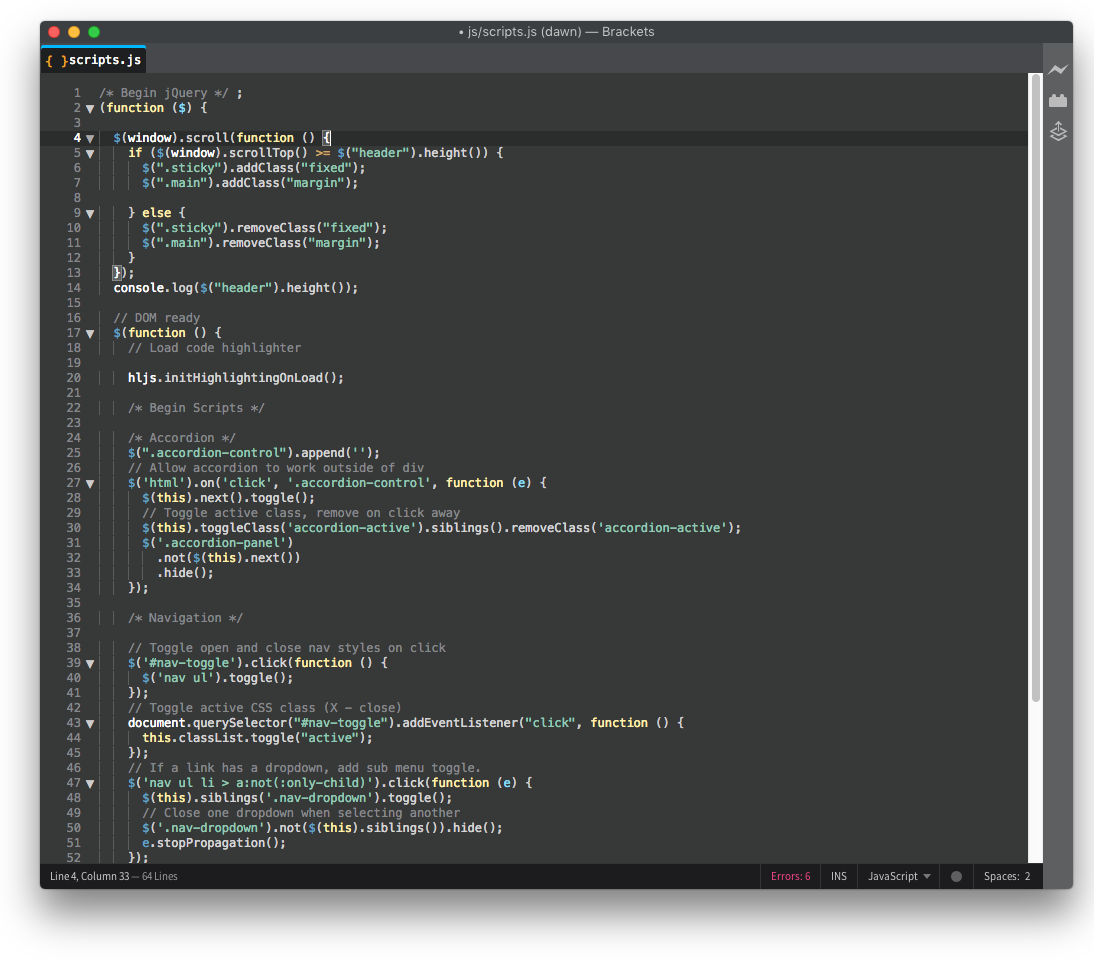 • js/scripts.js (dawn) — Brackets
{ }scripts.js
1 /* Begin jQuery */ ;
2 (function ($) {
3
4 $(window).scroll(function () {
5 if ($(window).scrollTop() >= $("header").height()) {
6 $(".sticky").addClass("fixed");
7 $(".main").addClass("margin");
8
9 } else {
10 $(".sticky").removeClass("fixed");
11 $(".main").removeClass("margin");
12 }
13 });
14 console.log($("header").height());
15
16 // DOM ready
17 $(function () {
18 // Load code highlighter
19
20 hljs.initHighlightingOnLoad();
21
22 /* Begin Scripts */
23
24 /* Accordion */
25 $(".accordion-control").append('');
26 // Allow accordion to work outside of div
27 $('html').on('click', '.accordion-control', function (e) {
28 $(this).next().toggle();
29 // Toggle active class, remove on click away
30 $(this).toggleClass('accordion-active').siblings().removeClass('accordion-active');
31 $('.accordion-panel')
32 .not($(this).next())
33 .hide();
34 });
35
36 /* Navigation */
37
38 // Toggle open and close nav styles on click
39 $('#nav-toggle').click(function () {
40 $('nav ul').toggle();
41 });
42 // Toggle active CSS class (X - close)
43 document.querySelector("#nav-toggle").addEventListener("click", function () {
44 this.classList.toggle("active");
45 });
46 // If a link has a dropdown, add sub menu toggle.
47 $('nav ul li > a:not(:only-child)').click(function (e) {
48 $(this).siblings('.nav-dropdown').toggle();
49 // Close one dropdown when selecting another
50 $('.nav-dropdown').not($(this).siblings()).hide();
51 e.stopPropagation();
52 });
Line 4, Column 33 — 64 Lines Errors: 6 INS JavaScript Spaces: 2